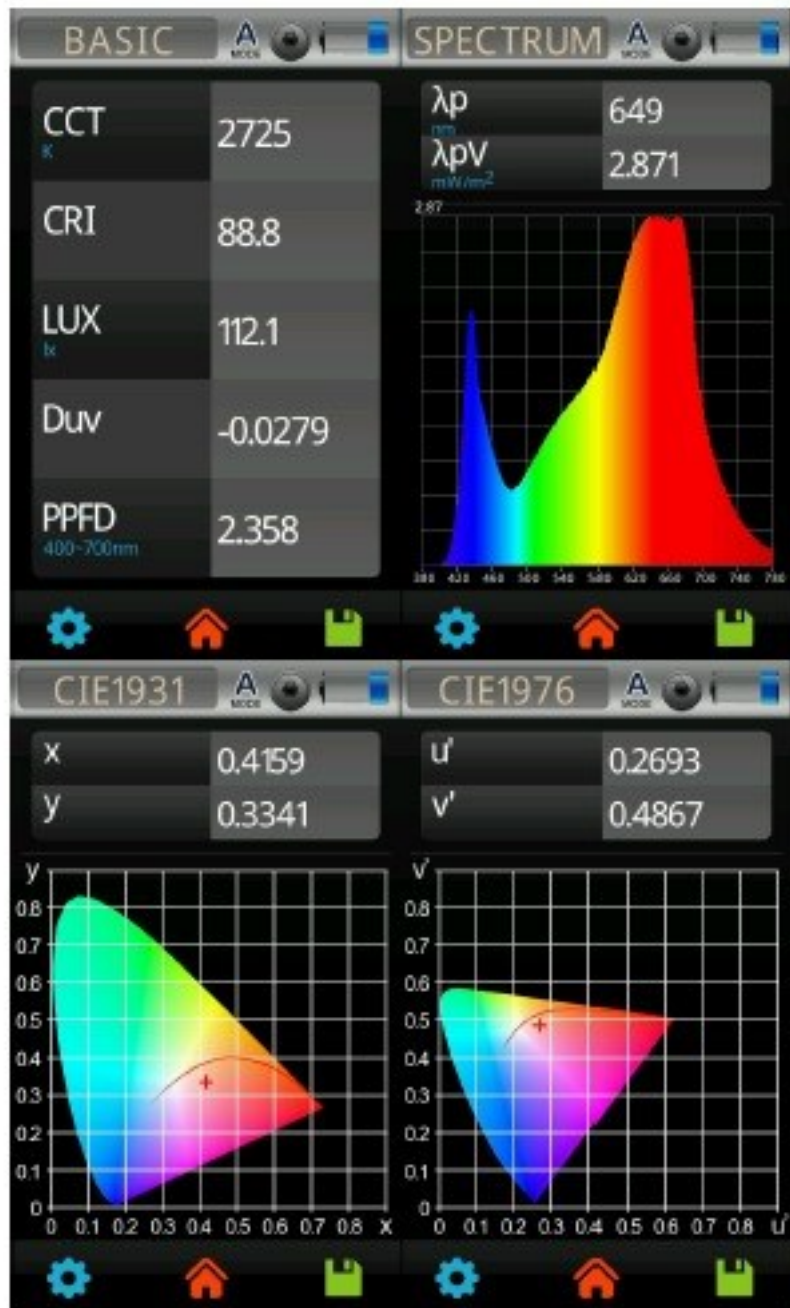 BASIC A MODE
CCT K 2725
CRI 88.8
LUX lx 112.1
Duv -0.0279
PPFD 400~700nm 2.358
SPECTRUM A MODE
λp nm 649
λpV mW/m2 2.871
2.87
380 420 460 500 540 580 620 660 700 740 780
CIE1931 A MODE
x 0.4159
y 0.3341
y
0.8
0.7
0.6
0.5
0.4
0.3
0.2
0.1
0
0 0.1 0.2 0.3 0.4 0.5 0.6 0.7 0.8 x
CIE1976 A MODE
u' 0.2693
v' 0.4867
v'
0.8
0.7
0.6
0.5
0.4
0.3
0.2
0.1
0
0 0.1 0.2 0.3 0.4 0.5 0.6 0.7 0.8 u'